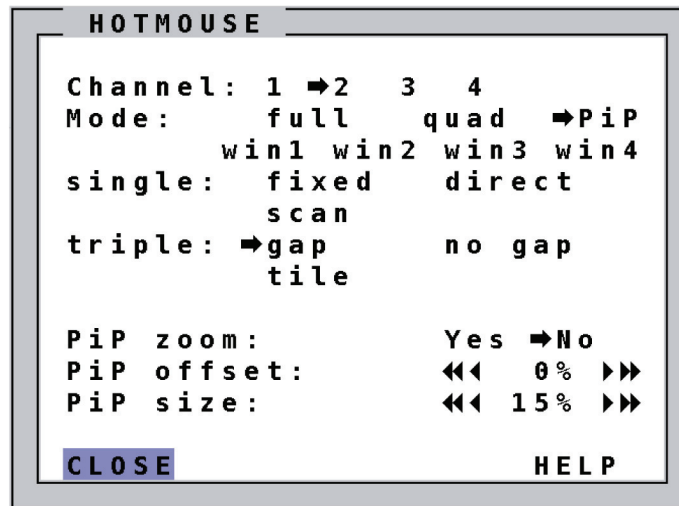 HOTMOUSE
Channel: 1 ➡2 3 4
Mode: full quad ➡PiP
win1 win2 win3 win4
single: fixed direct
scan
triple: ➡gap no gap
tile
PiP zoom: Yes ➡No
PiP offset: ◀◀◀ 0% ▶▶▶
PiP size: ◀◀◀ 15% ▶▶▶
CLOSE HELP